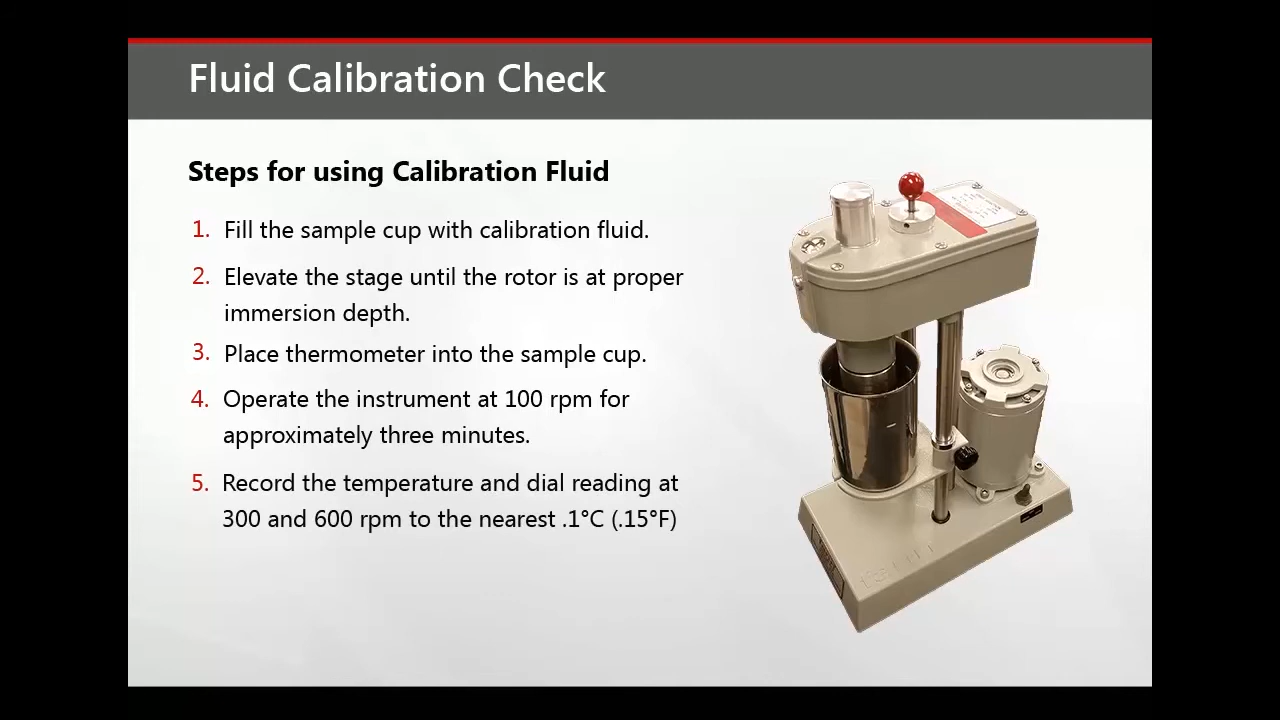 Fluid Calibration Check
Steps for using Calibration Fluid
1. Fill the sample cup with calibration fluid.
2. Elevate the stage until the rotor is at proper
immersion depth.
3. Place thermometer into the sample cup.
4. Operate the instrument at 100 rpm for
approximately three minutes.
5. Record the temperature and dial reading at
300 and 600 rpm to the nearest .1°C (.15°F)